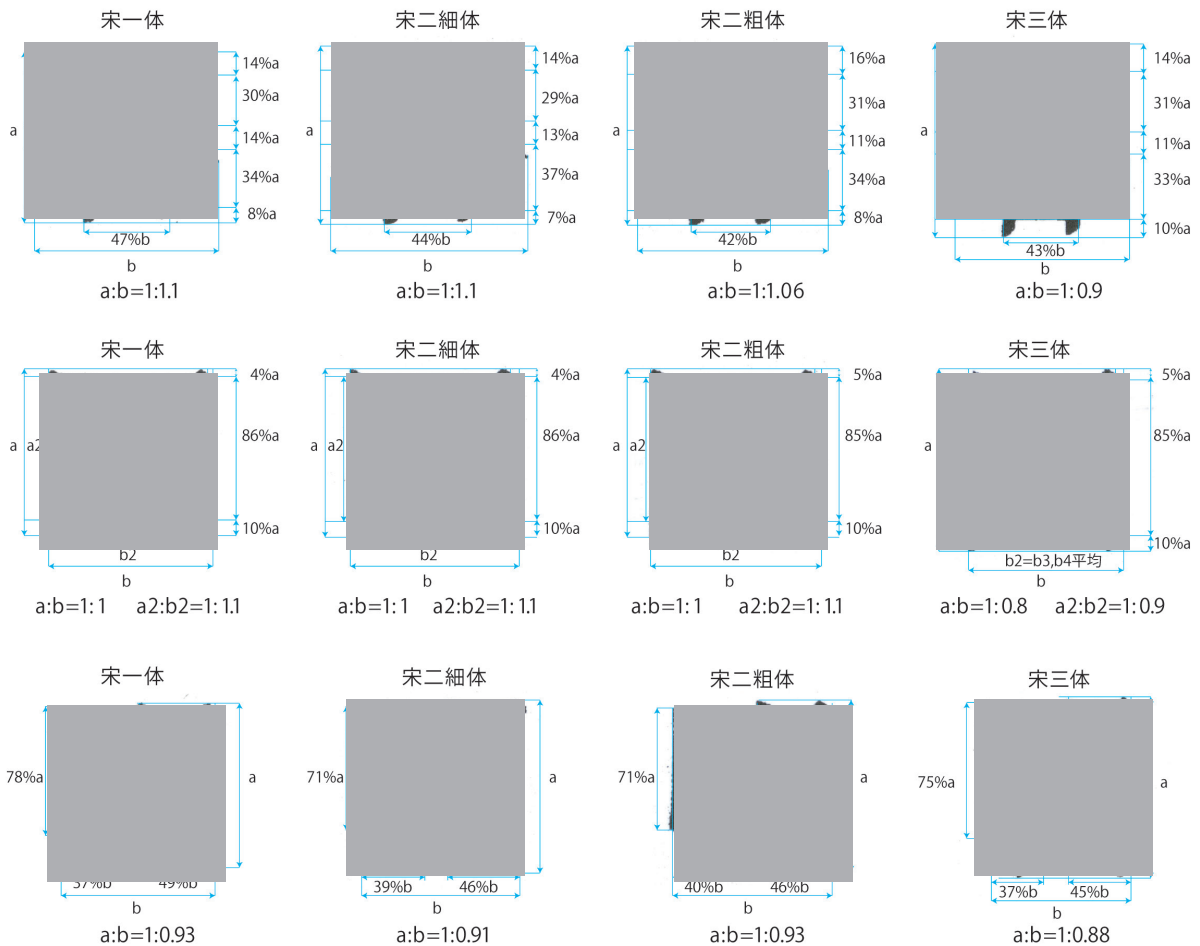 宋一体 宋二細体 宋二粗体 宋三体
14%a 14%a 16%a 14%a
30%a 29%a 31%a 31%a
a a a a
14%a 13%a 11%a 11%a
34%a 37%a 34%a 33%a
8%a 7%a 8%a 10%a
47%b 44%b 42%b 43%b
b b b b
a:b=1:1.1 a:b=1:1.1 a:b=1:1.06 a:b=1:0.9
宋一体 宋二細体 宋二粗体 宋三体
4%a 4%a 5%a 5%a
86%a 86%a 85%a 85%a
a a2 a a2 a a2 a
10%a 10%a 10%a 10%a
b2 b2 b2 b2=b3,b4平均
b b b b
a:b=1:1 a2:b2=1:1.1 a:b=1:1 a2:b2=1:1.1 a:b=1:1 a2:b2=1:1.1 a:b=1:0.8 a2:b2=1:0.9
宋一体 宋二細体 宋二粗体 宋三体
78%a a 71%a a 71%a a 75%a a
37%b 49%b 39%b 46%b 40%b 46%b 37%b 45%b
b b b b
a:b=1:0.93 a:b=1:0.91 a:b=1:0.93 a:b=1:0.88